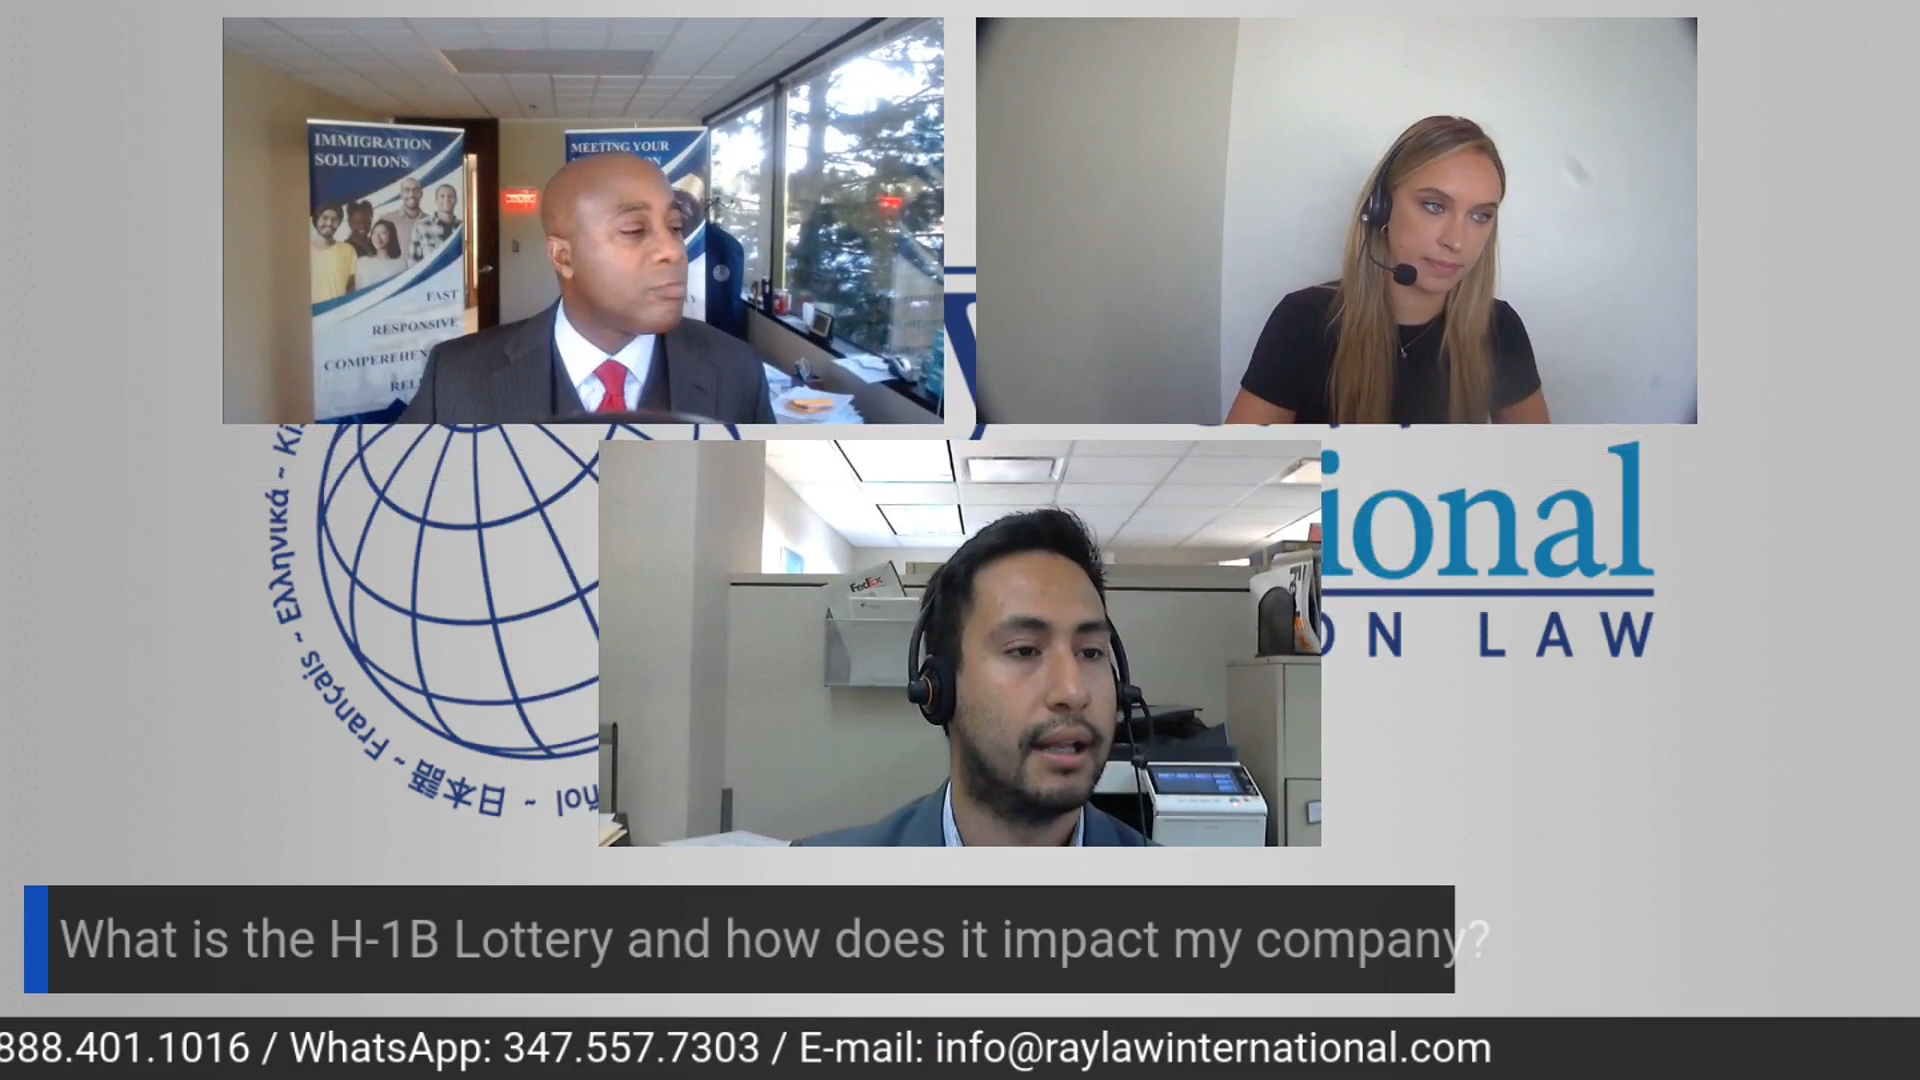 IMMIGRATION
SOLUTIONS
FAST
RESPONSIVE
MEETING YOUR
FedEx
ional
ON LAW
Ελληνικά ~
Français ~
日本語 ~
What is the H-1B Lottery and how does it impact my company?
888.401.1016 / WhatsApp: 347.557.7303 / E-mail: info@raylawinternational.com